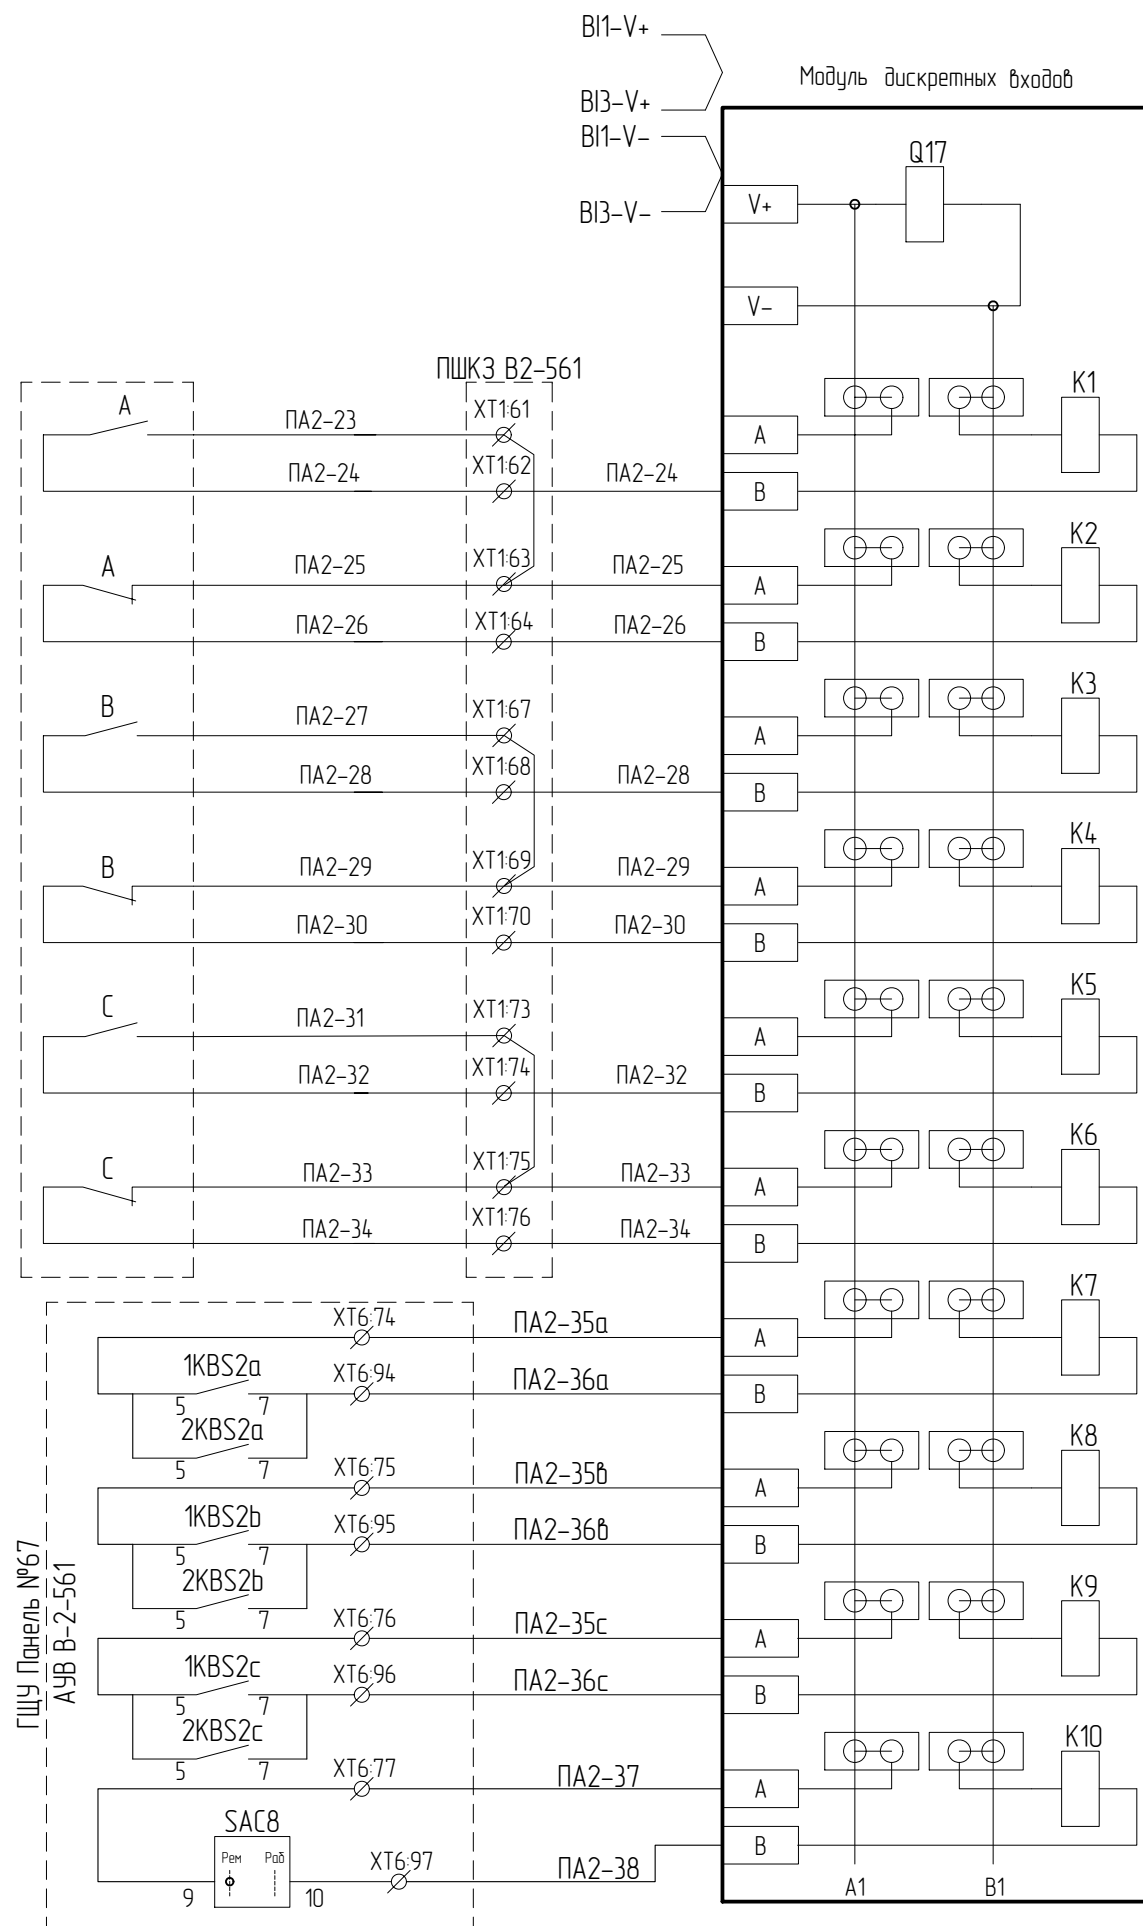 BI1-V+
Модуль дискретных входов
BI3-V+
BI1-V-
Q17
BI3-V-
V+
V-
ПШКЗ В2-561
K1
A
ПА2-23
XT1:61
A
ПА2-24
XT1:62
ПА2-24
B
K2
A
ПА2-25
XT1:63
ПА2-25
A
ПА2-26
XT1:64
ПА2-26
B
K3
B
ПА2-27
XT1:67
A
ПА2-28
XT1:68
ПА2-28
B
K4
B
ПА2-29
XT1:69
ПА2-29
A
ПА2-30
XT1:70
ПА2-30
B
K5
C
ПА2-31
XT1:73
A
ПА2-32
XT1:74
ПА2-32
B
K6
C
ПА2-33
XT1:75
ПА2-33
A
ПА2-34
XT1:76
ПА2-34
B
K7
XT6:74
ПА2-35а
A
1KBS2a
XT6:94
ПА2-36а
B
5 7
2KBS2a
5 7
K8
XT6:75
ПА2-35в
A
1KBS2b
XT6:95
ПА2-36в
B
5 7
2KBS2b
5 7
K9
XT6:76
ПА2-35с
A
1KBS2c
XT6:96
ПА2-36с
B
5 7
2KBS2c
5 7
ГЩУ Панель №67
АУВ В-2-561
K10
XT6:77
ПА2-37
A
SAC8
B
Рем Раб
XT6:97
ПА2-38
9 10
A1 B1